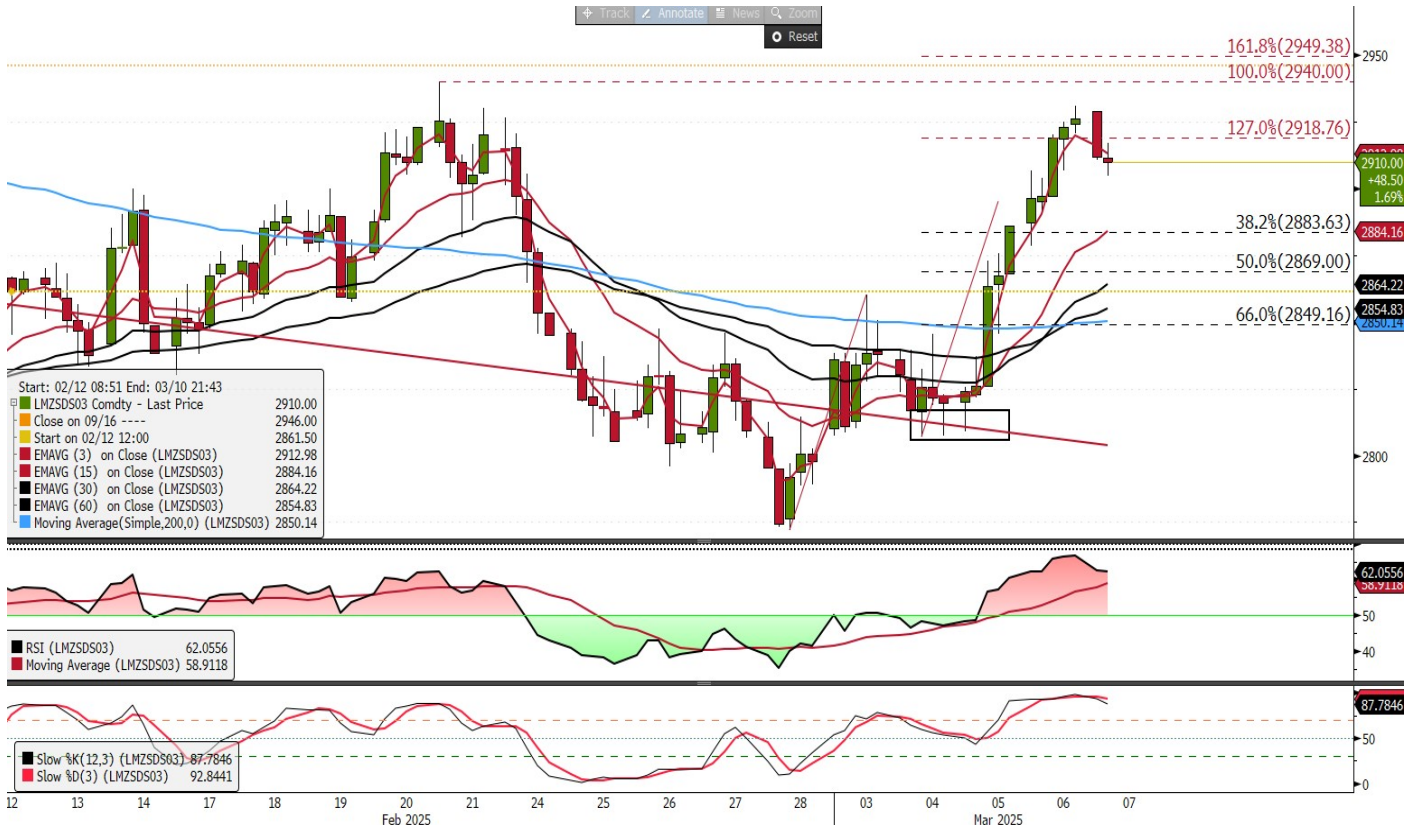 Track Annotate News Zoom
Reset
161.8%(2949.38)
2950
100.0%(2940.00)
127.0%(2918.76)
2910.00
+48.50
1.69%
38.2%(2883.63)
2884.16
50.0%(2869.00)
2864.22
66.0%(2849.16)
2854.83
2850.14
2800
Start: 02/12 08:51 End: 03/10 21:43
LMZSDS03 Comdty - Last Price 2910.00
Close on 09/16 ---- 2946.00
Start on 02/12 12:00 2861.50
EMAVG (3) on Close (LMZSDS03) 2912.98
EMAVG (15) on Close (LMZSDS03) 2884.16
EMAVG (30) on Close (LMZSDS03) 2864.22
EMAVG (60) on Close (LMZSDS03) 2854.83
Moving Average(Simple,200,0) (LMZSDS03) 2850.14
62.0556
58.9118
50
40
RSI (LMZSDS03) 62.0556
Moving Average (LMZSDS03) 58.9118
87.7846
50
0
Slow %K(12,3) (LMZSDS03) 87.7846
Slow %D(3) (LMZSDS03) 92.8441
12 13 14 17 18 19 20 21 24 25 26 27 28 03 04 05 06 07
Feb 2025 Mar 2025